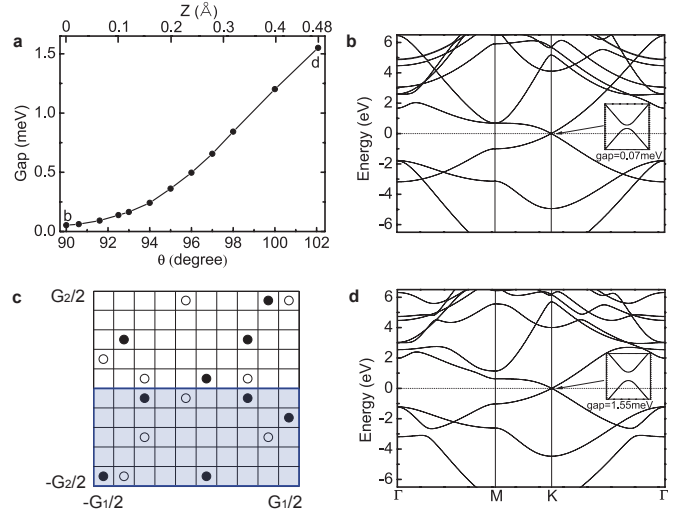 Z (Å)
0.0 0.1 0.2 0.3 0.4 0.48
a
1.5
1.0
0.5
0.0
Gap (meV)
b
d
90 92 94 96 98 100 102
θ (degree)
b
6
4
2
0
-2
-4
-6
Energy (eV)
gap=0.07meV
Γ M K Γ
c
G2/2
-G2/2
-G1/2 G1/2
d
6
4
2
0
-2
-4
-6
Energy (eV)
gap=1.55meV
Γ M K Γ